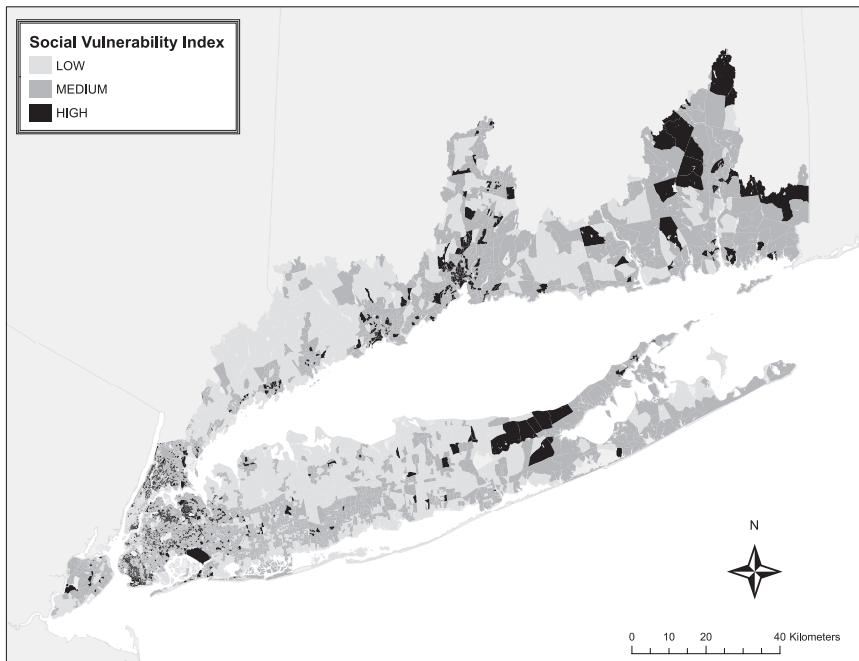 Social Vulnerability Index
LOW
MEDIUM
HIGH
N
0 10 20 40 Kilometers